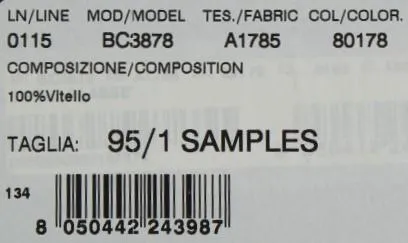 LN/LINE MOD/MODEL TES./FABRIC COL/COLOR.
0115 BC3878 A1785 80178
COMPOSIZIONE/COMPOSITION
100%Vitello
TAGLIA: 95/1 SAMPLES
134
8 050442 243987